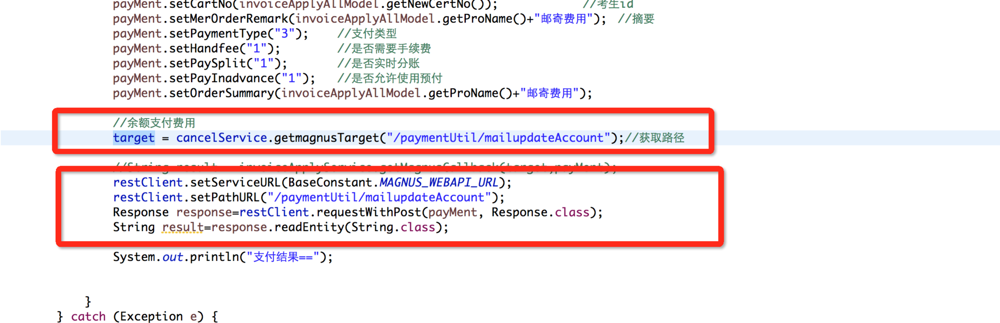 payMent.setCartNo(invoiceApplyAllModel.getNewCertNo()); //考生id
payMent.setMerOrderRemark(invoiceApplyAllModel.getProName()+"邮寄费用"); //摘要
payMent.setPaymentType("3"); //支付类型
payMent.setHandfee("1"); //是否需要手续费
payMent.setPaySplit("1"); //是否实时分账
payMent.setPayInadvance("1"); //是否允许使用预付
payMent.setOrderSummary(invoiceApplyAllModel.getProName()+"邮寄费用");
//余额支付费用
target = cancelService.getmagnusTarget("/paymentUtil/mailupdateAccount");//获取路径
//String result = invoiceApplyService.getMagnusCallback(target,payMent);
restClient.setServiceURL(BaseConstant.MAGNUS_WEBAPI_URL);
restClient.setPathURL("/paymentUtil/mailupdateAccount");
Response response=restClient.requestWithPost(payMent, Response.class);
String result=response.readEntity(String.class);
System.out.println("支付结果==");
}
} catch (Exception e) {